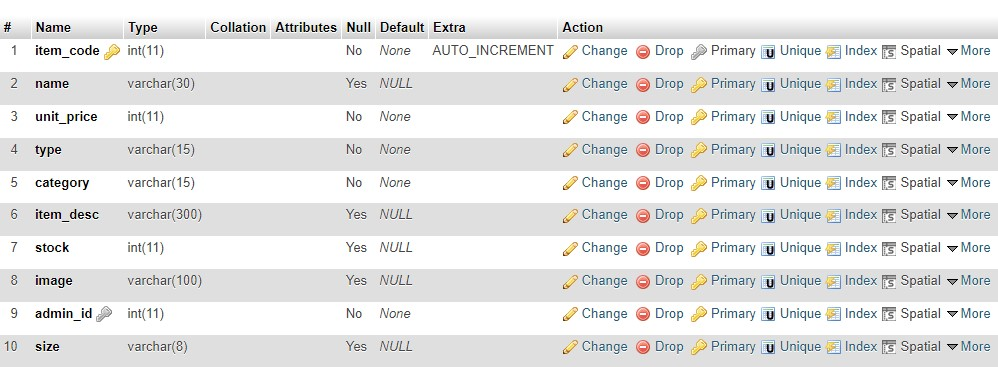 # Name Type Collation Attributes Null Default Extra Action
1 item_code int(11) No None AUTO_INCREMENT Change Drop Primary Unique Index Spatial More
2 name varchar(30) Yes NULL Change Drop Primary Unique Index Spatial More
3 unit_price int(11) No None Change Drop Primary Unique Index Spatial More
4 type varchar(15) No None Change Drop Primary Unique Index Spatial More
5 category varchar(15) No None Change Drop Primary Unique Index Spatial More
6 item_desc varchar(300) Yes NULL Change Drop Primary Unique Index Spatial More
7 stock int(11) Yes NULL Change Drop Primary Unique Index Spatial More
8 image varchar(100) Yes NULL Change Drop Primary Unique Index Spatial More
9 admin_id int(11) No None Change Drop Primary Unique Index Spatial More
10 size varchar(8) Yes NULL Change Drop Primary Unique Index Spatial More